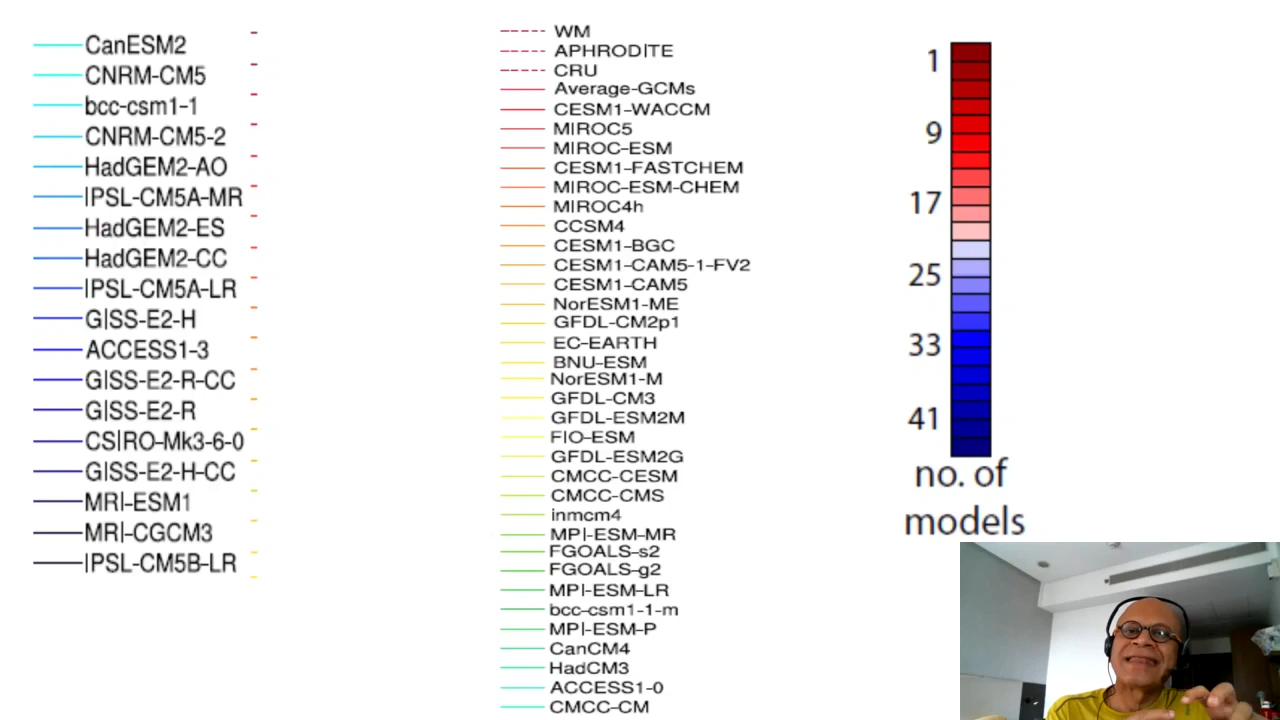 CanESM2
CNRM-CM5
bcc-csm1-1
CNRM-CM5-2
HadGEM2-AO
IPSL-CM5A-MR
HadGEM2-ES
HadGEM2-CC
IPSL-CM5A-LR
GISS-E2-H
ACCESS1-3
GISS-E2-R-CC
GISS-E2-R
CSIRO-Mk3-6-0
GISS-E2-H-CC
MRI-ESM1
MRI-CGCM3
IPSL-CM5B-LR
WM
APHRODITE
CRU
Average-GCMs
CESM1-WACCM
MIROC5
MIROC-ESM
CESM1-FASTCHEM
MIROC-ESM-CHEM
MIROC4h
CCSM4
CESM1-BGC
CESM1-CAM5-1-FV2
CESM1-CAM5
NorESM1-ME
GFDL-CM2p1
EC-EARTH
BNU-ESM
NorESM1-M
GFDL-CM3
GFDL-ESM2M
FIO-ESM
GFDL-ESM2G
CMCC-CESM
CMCC-CMS
inmcm4
MPI-ESM-MR
FGOALS-s2
FGOALS-g2
MPI-ESM-LR
bcc-csm1-1-m
MPI-ESM-P
CanCM4
HadCM3
ACCESS1-0
CMCC-CM
1
9
17
25
33
41
no. of
models